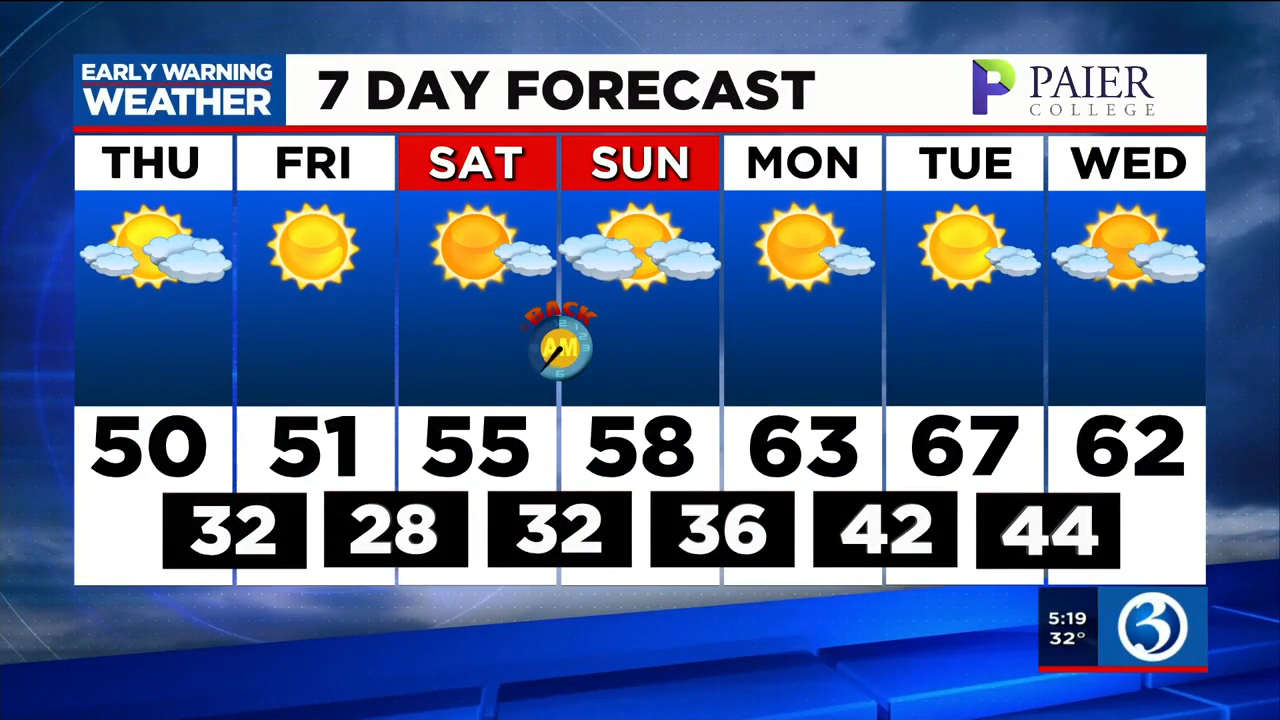 EARLY WARNING
WEATHER
7 DAY FORECAST
PAIER
COLLEGE
THU FRI SAT SUN MON TUE WED
BACK
AM
50 51 55 58 63 67 62
32 28 32 36 42 44
5:19
32°
3